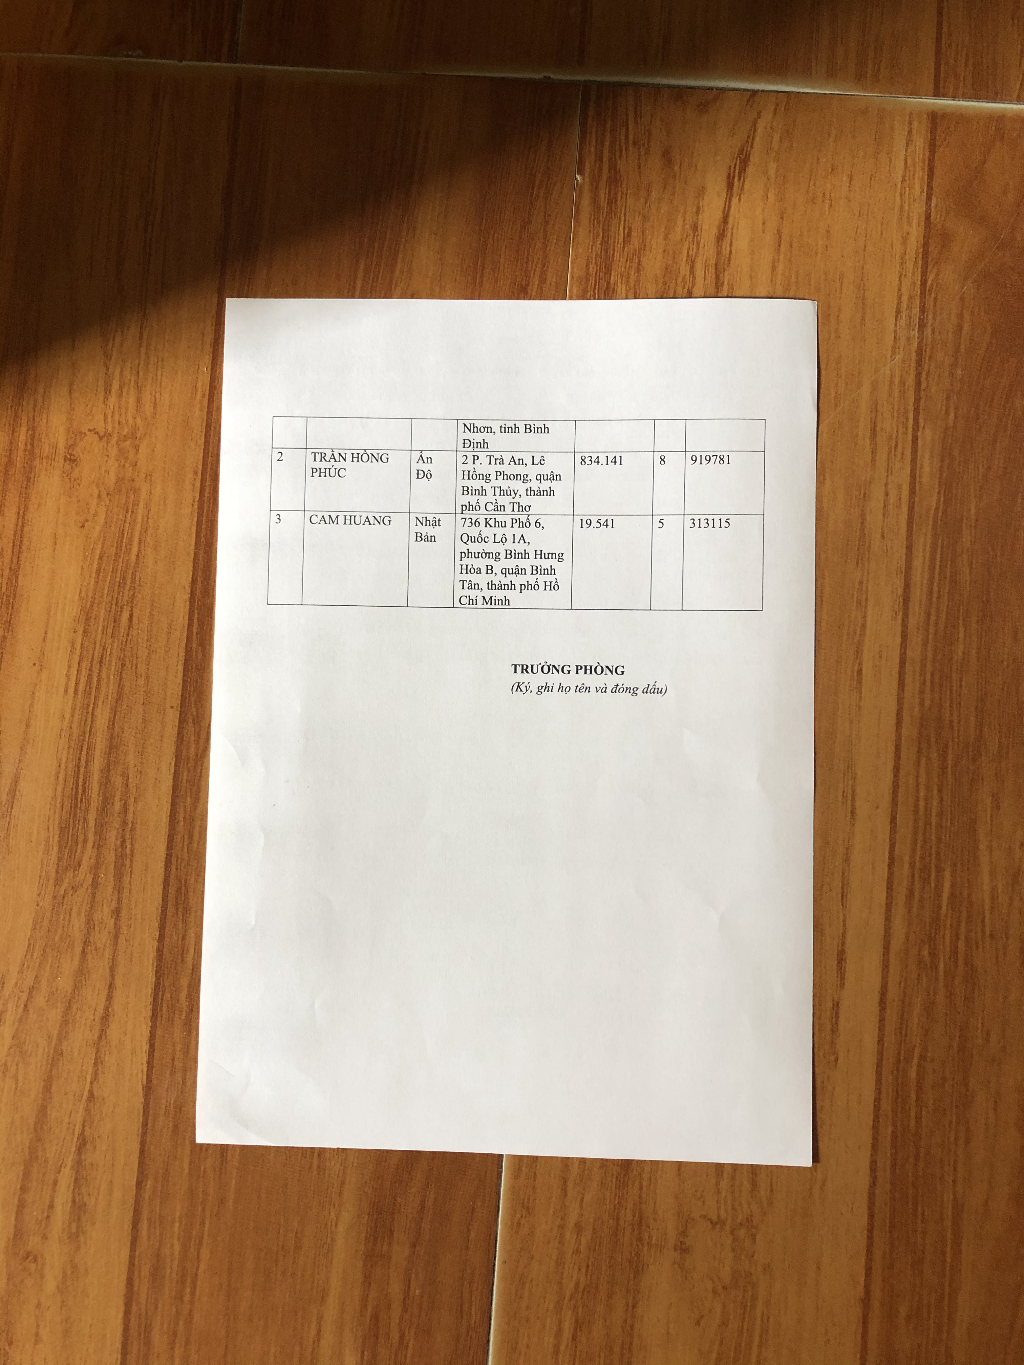 Nhơn, tỉnh Bình
Định
2 TRẦN HỒNG Ấn 2 P. Trà An, Lê 834.141 8 919781
PHÚC Độ Hồng Phong, quận
Bình Thủy, thành
phố Cần Thơ
3 CAM HUANG Nhật 736 Khu Phố 6, 19.541 5 313115
Bản Quốc Lộ 1A,
phường Bình Hưng
Hòa B, quận Bình
Tân, thành phố Hồ
Chí Minh
TRƯỞNG PHÒNG
(Ký, ghi họ tên và đóng dấu)